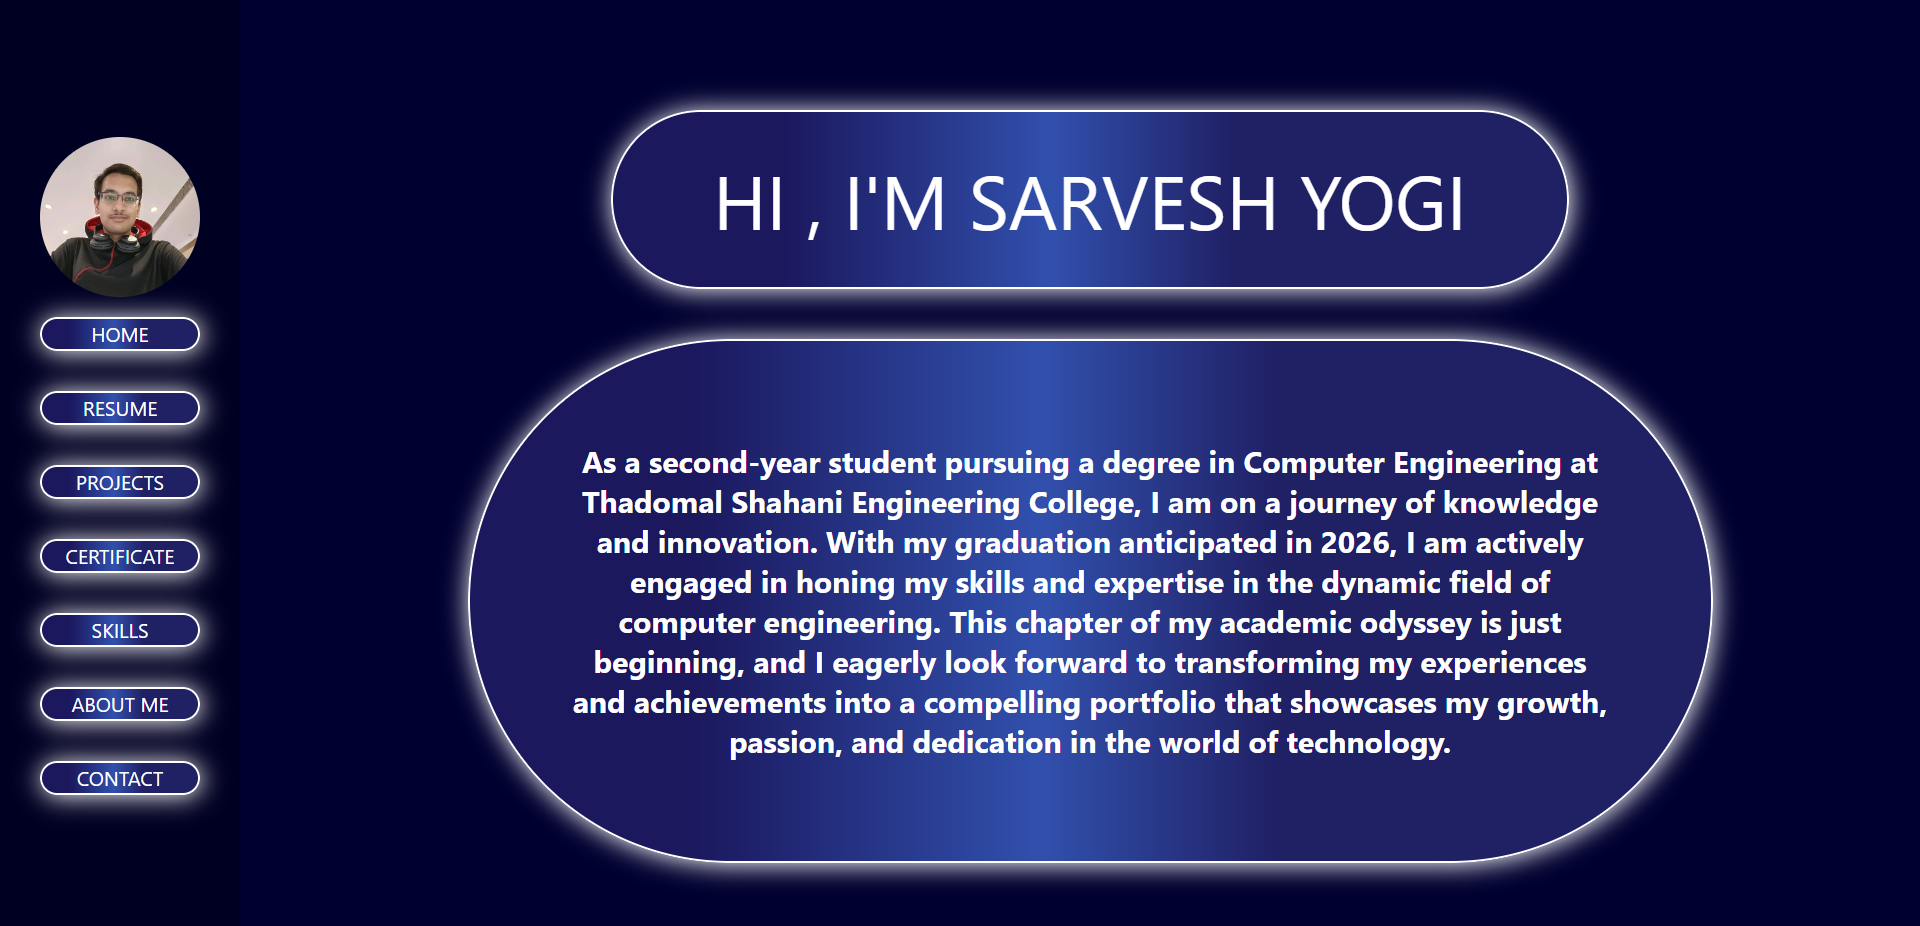 HOME
RESUME
PROJECTS
CERTIFICATE
SKILLS
ABOUT ME
CONTACT
HI , I'M SARVESH YOGI
As a second-year student pursuing a degree in Computer Engineering at
Thadomal Shahani Engineering College, I am on a journey of knowledge
and innovation. With my graduation anticipated in 2026, I am actively
engaged in honing my skills and expertise in the dynamic field of
computer engineering. This chapter of my academic odyssey is just
beginning, and I eagerly look forward to transforming my experiences
and achievements into a compelling portfolio that showcases my growth,
passion, and dedication in the world of technology.